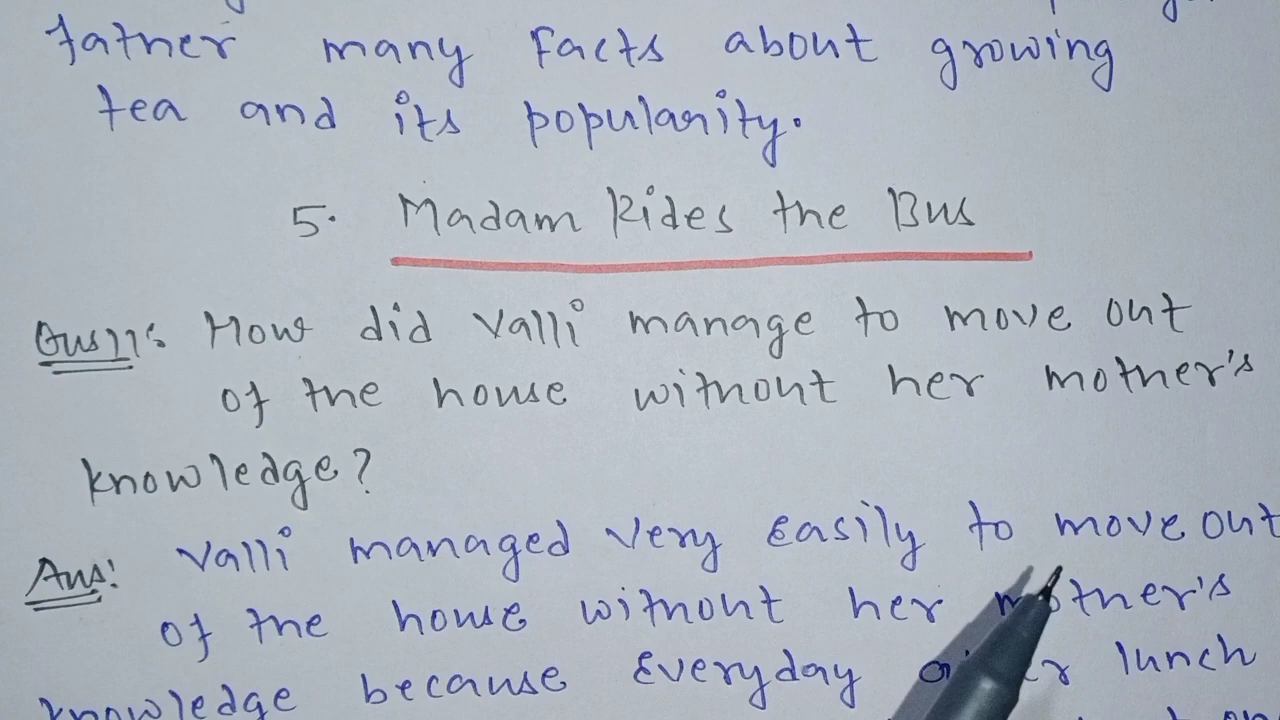 father many Facts about growing
tea and its popularity.
5. Madam Rides the Bus
Qus11: How did Valli manage to move out
of the house without her mother's
knowledge?
Ans: Valli managed very easily to move out
of the house without her mother's
knowledge because everyday after lunch